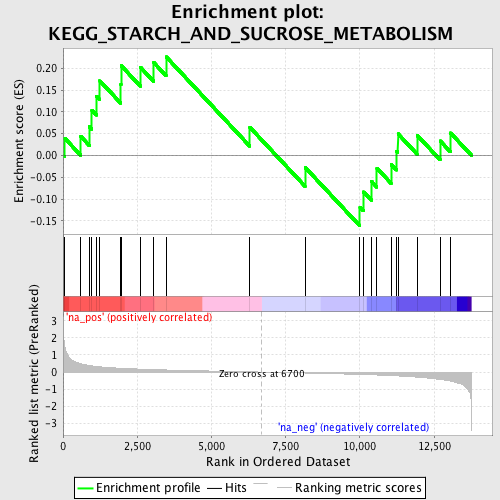 Enrichment plot:
KEGG_STARCH_AND_SUCROSE_METABOLISM
Enrichment score (ES)
0.20
0.15
0.10
0.05
0.00
-0.05
-0.10
-0.15
Ranked list metric (PreRanked)
'na_pos' (positively correlated)
3
2
1
0
-1
-2
-3
Zero cross at 6700
'na_neg' (negatively correlated)
0
2,500
5,000
7,500
10,000
12,500
Rank in Ordered Dataset
Enrichment profile
Hits
Ranking metric scores